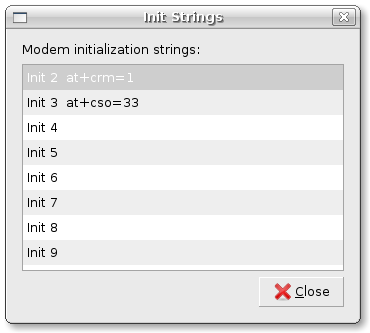 Init Strings
Modem initialization strings:
Init 2 at+crm=1
Init 3 at+cso=33
Init 4
Init 5
Init 6
Init 7
Init 8
Init 9
Close